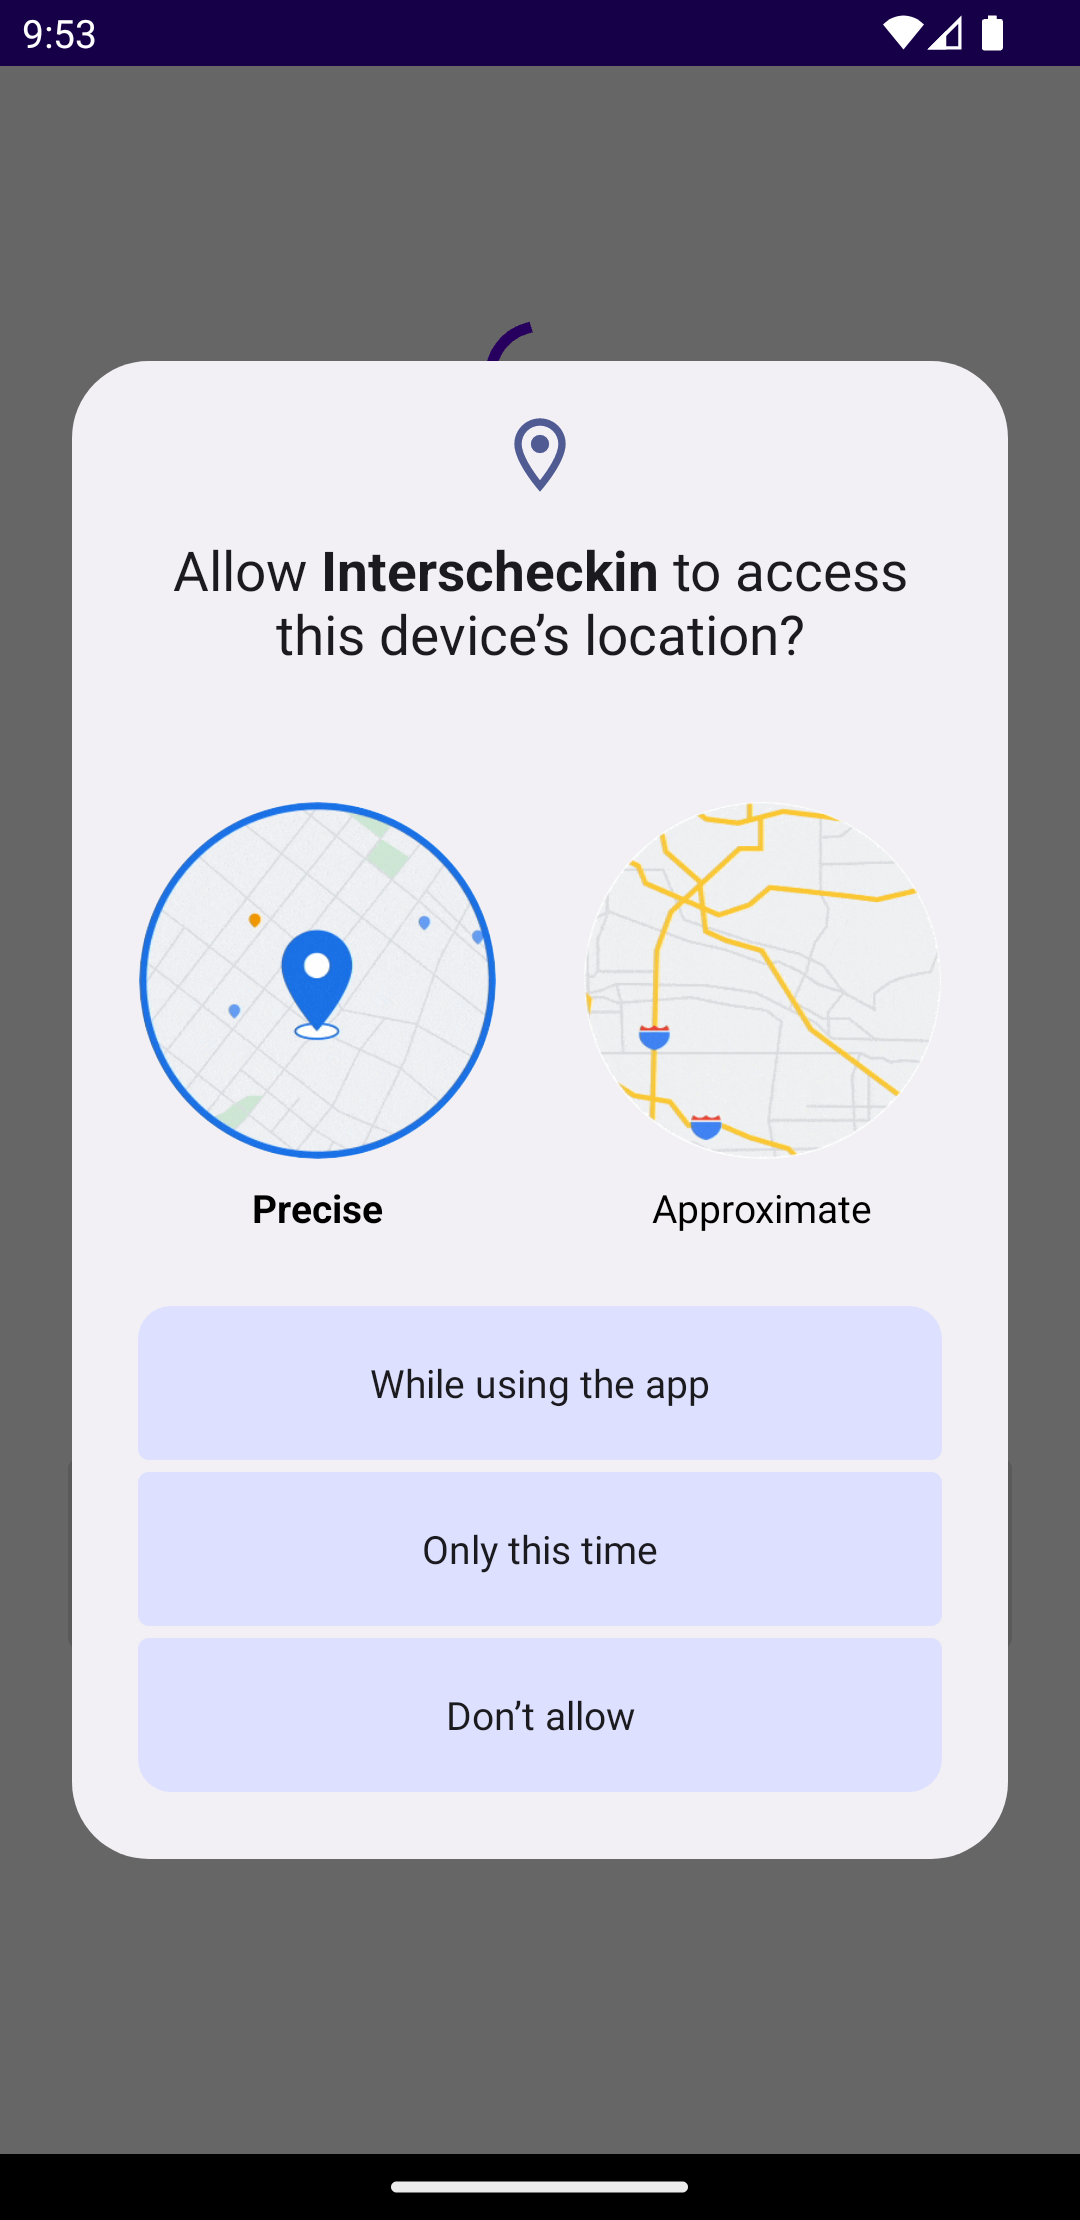 9:53
Allow Interscheckin to access
this device’s location?
Precise
Approximate
While using the app
Only this time
Don’t allow